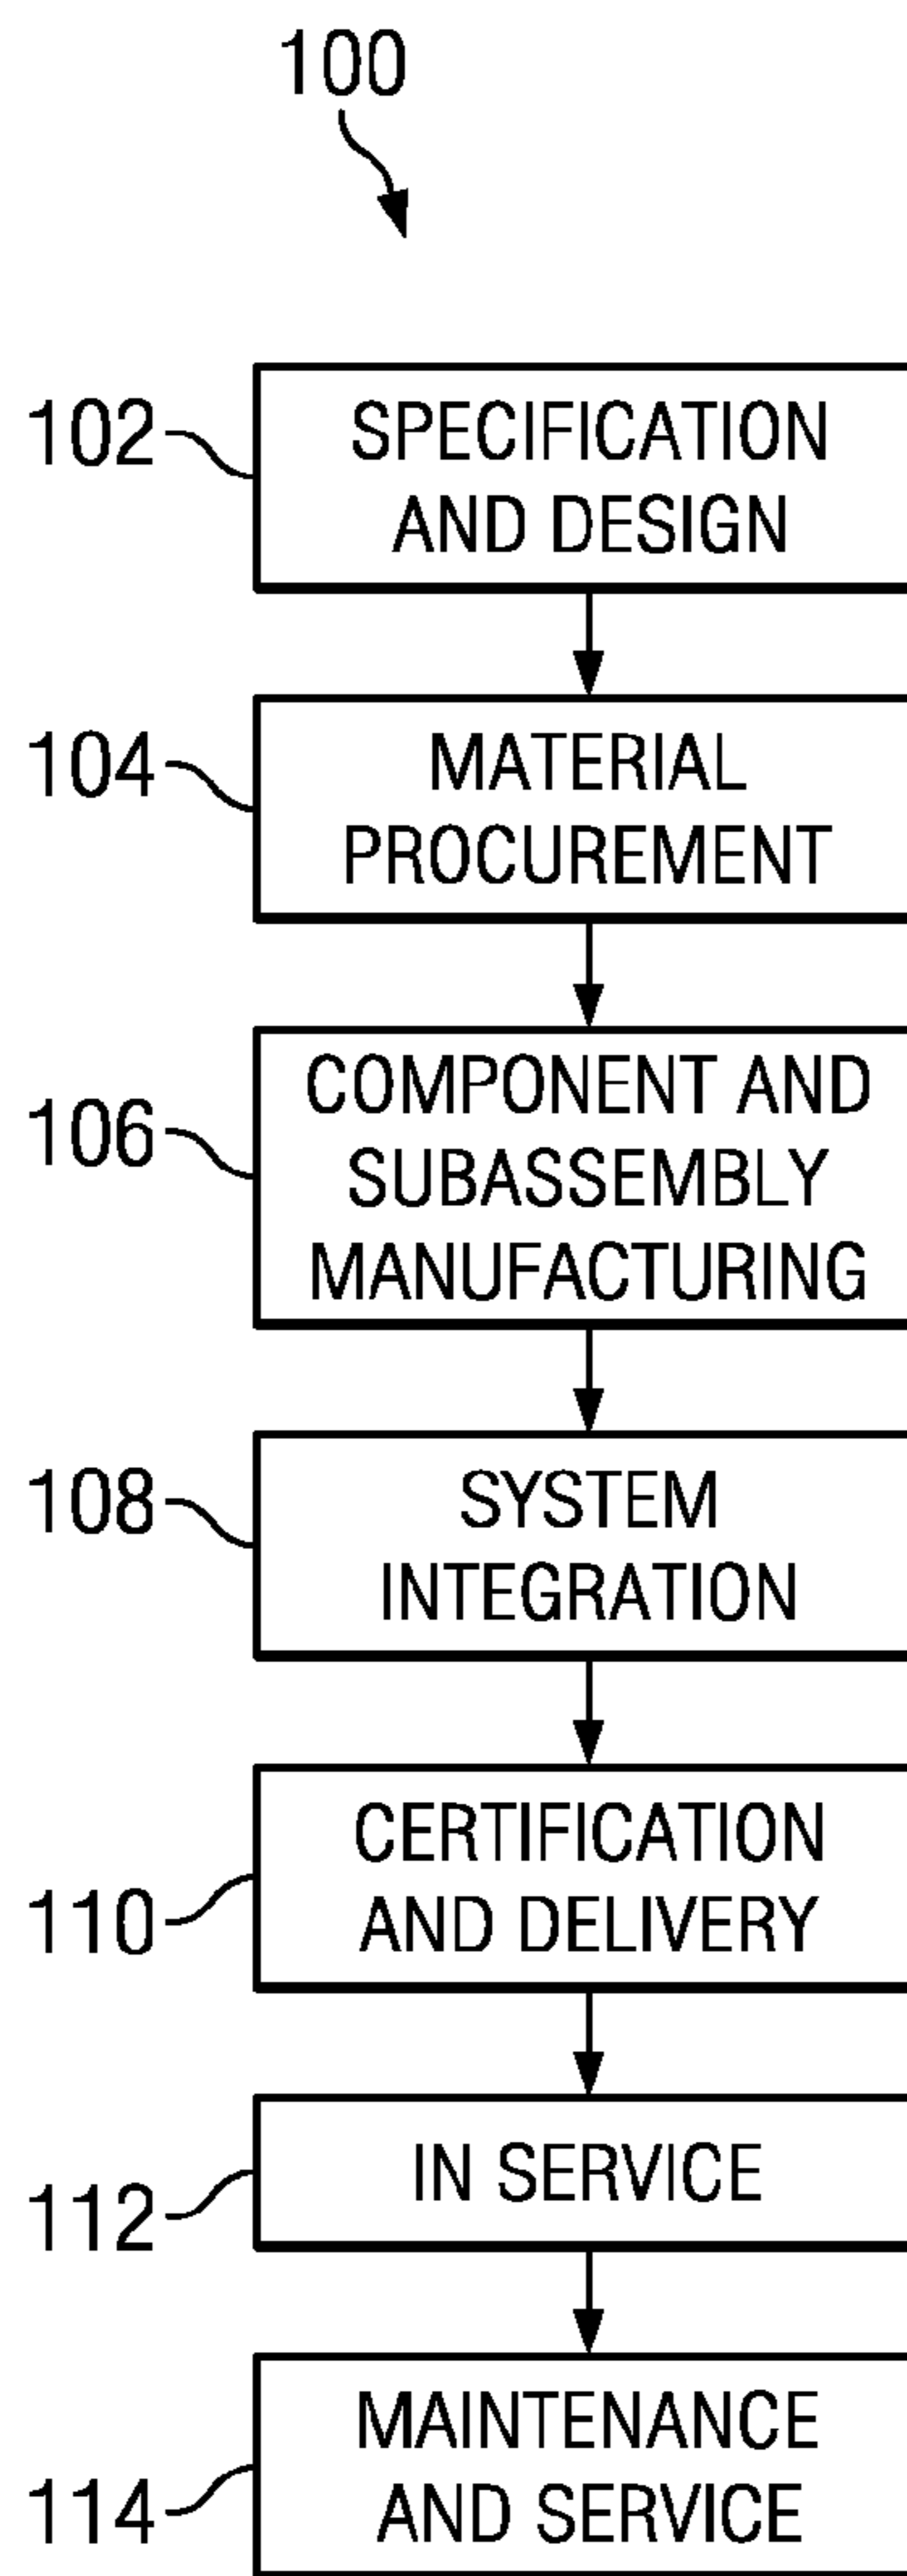 100
102
SPECIFICATION
AND DESIGN
104
MATERIAL
PROCUREMENT
106
COMPONENT AND
SUBASSEMBLY
MANUFACTURING
108
SYSTEM
INTEGRATION
110
CERTIFICATION
AND DELIVERY
112
IN SERVICE
114
MAINTENANCE
AND SERVICE